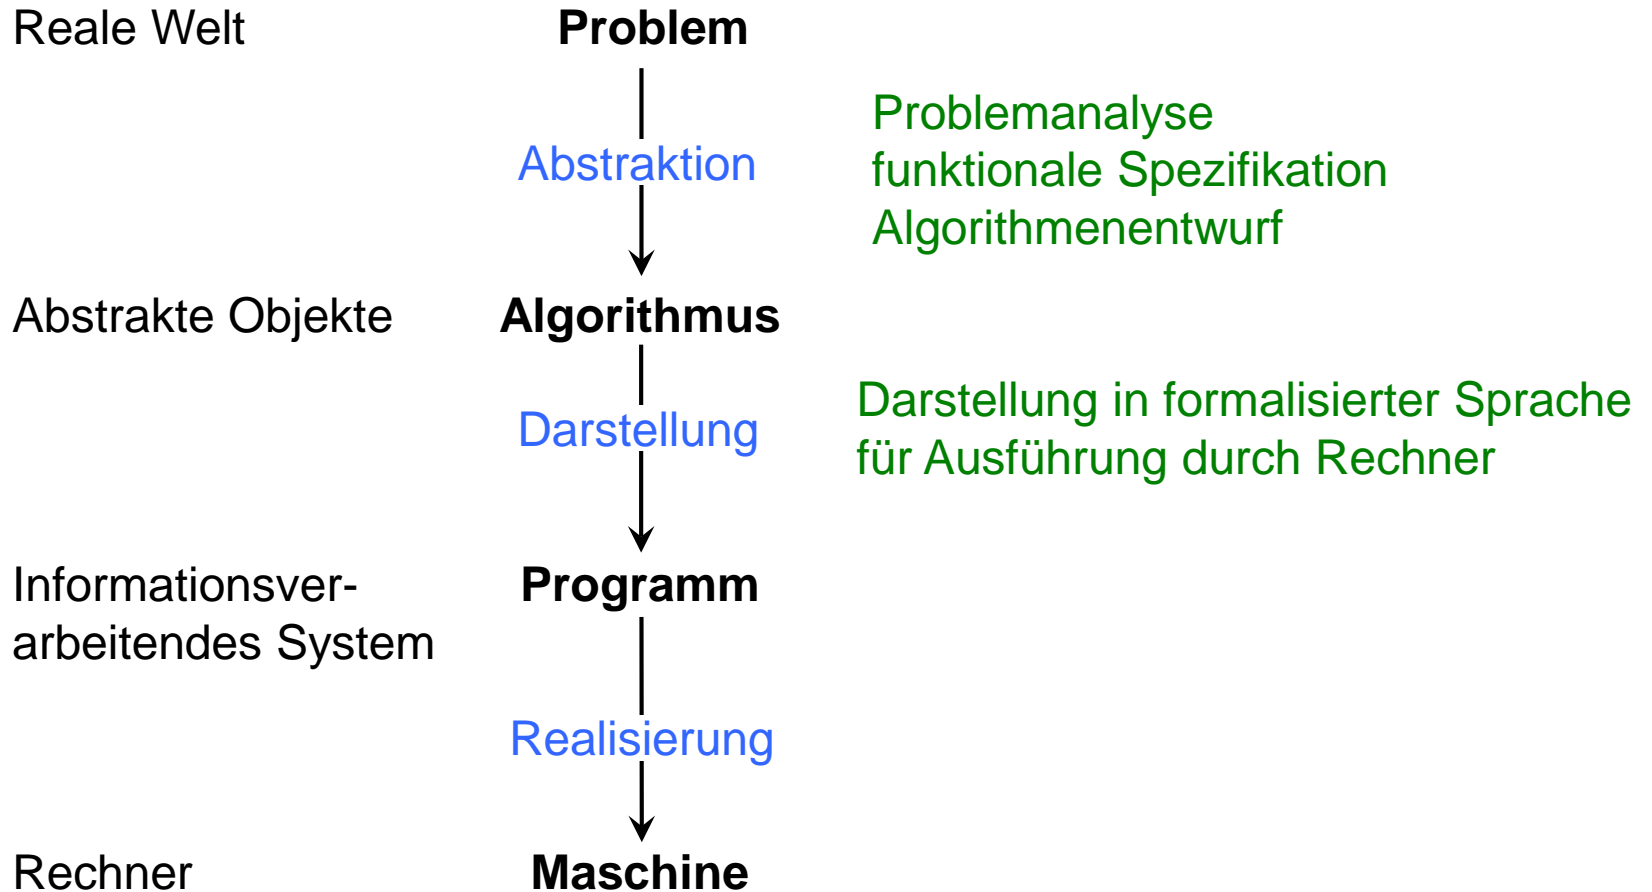 Reale Welt
Problem
Abstraktion
Problemanalyse
funktionale Spezifikation
Algorithmenentwurf
Abstrakte Objekte
Algorithmus
Darstellung
Darstellung in formalisierter Sprache
für Ausführung durch Rechner
Informationsver-
arbeitendes System
Programm
Realisierung
Rechner
Maschine